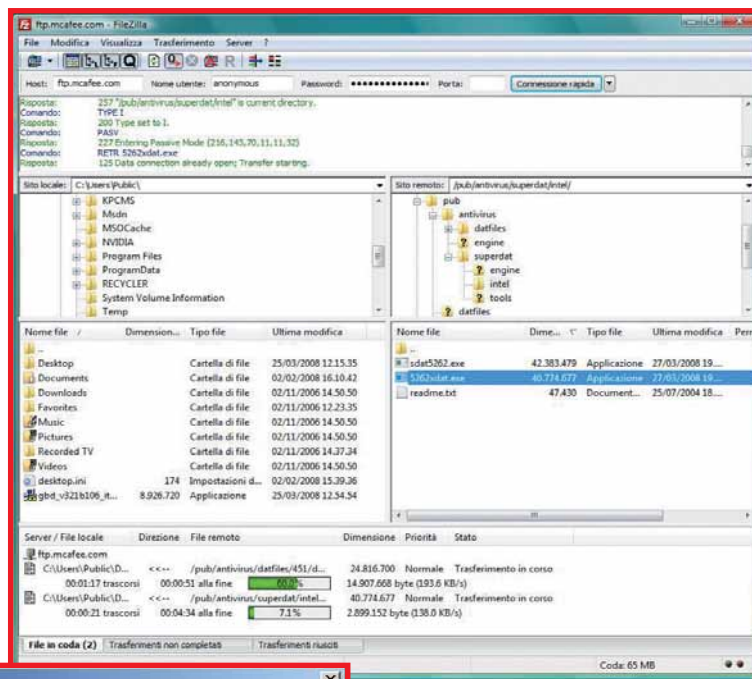 ftp.mcafee.com - FileZilla
File Modifica Visualizza Trasferimento Server ?
Host: ftp.mcafee.com Nome utente: anonymous Password: Porta: Connessione rapida
Risposta: 257 "/pub/antivirus/superdat/intel" is current directory.
Comando: TYPE I
Risposta: 200 Type set to I.
Comando: PASV
Risposta: 227 Entering Passive Mode (216,143,70,11,11,32)
Comando: RETR 5262xdat.exe
Risposta: 125 Data connection already open; Transfer starting.
Sito locale: C:\Users\Public\
KPCMS
Msdn
MSOCache
NVIDIA
Program Files
ProgramData
RECYCLER
System Volume Information
Temp
Sito remoto: /pub/antivirus/superdat/intel/
pub
antivirus
datfiles
engine
superdat
engine
intel
tools
datfiles
Nome file Dimension... Tipo file Ultima modifica
..
Desktop Cartella di file 25/03/2008 12.15.35
Documents Cartella di file 02/02/2008 16.10.42
Downloads Cartella di file 02/11/2006 14.50.50
Favorites Cartella di file 02/11/2006 12.23.35
Music Cartella di file 02/11/2006 14.50.50
Pictures Cartella di file 02/11/2006 14.50.50
Recorded TV Cartella di file 02/11/2006 14.37.34
Videos Cartella di file 02/11/2006 14.50.50
desktop.ini 174 Impostazioni d... 02/02/2008 15.39.36
gbd_v321b106_it... 8.926.720 Applicazione 25/03/2008 12.54.54
Nome file Dime... Tipo file Ultima modifica Perm
..
sdat5262.exe 42.383.479 Applicazione 27/03/2008 19....
5262xdat.exe 40.774.677 Applicazione 27/03/2008 19....
readme.txt 47.430 Document... 25/07/2004 18....
Server / File locale Direzione File remoto Dimensione Priorità Stato
ftp.mcafee.com
C:\Users\Public\D... <<-- /pub/antivirus/datfiles/451/d... 24.816.700 Normale Trasferimento in corso
00:01:17 trascorsi 00:00:51 alla fine 60.0% 14.907.668 byte (193.6 KB/s)
C:\Users\Public\D... <<-- /pub/antivirus/superdat/intel... 40.774.677 Normale Trasferimento in corso
00:00:21 trascorsi 00:04:34 alla fine 7.1% 2.899.152 byte (138.0 KB/s)
File in coda (2) Trasferimenti non completati Trasferimenti riusciti
Coda: 65 MB